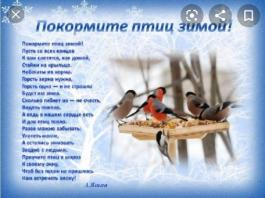 Покормите птиц зимой!
Покормите птиц зимой!
Пусть со всех концов
К вам слетятся, как домой,
Стайки на крыльцо.
Небогаты их корма.
Горсть зерна нужна,
Горсть одна — и не страшна
Будет им зима.
Сколько гибнет их — не счесть,
Видеть тяжело.
А ведь в нашем сердце есть
И для птиц тепло.
Разве можно забывать:
Улететь могли,
А остались зимовать
Заодно с людьми.
Приучите птиц в мороз
К своему окну,
Чтоб без песен не пришлось
Нам встречать весну!
А.Яшин